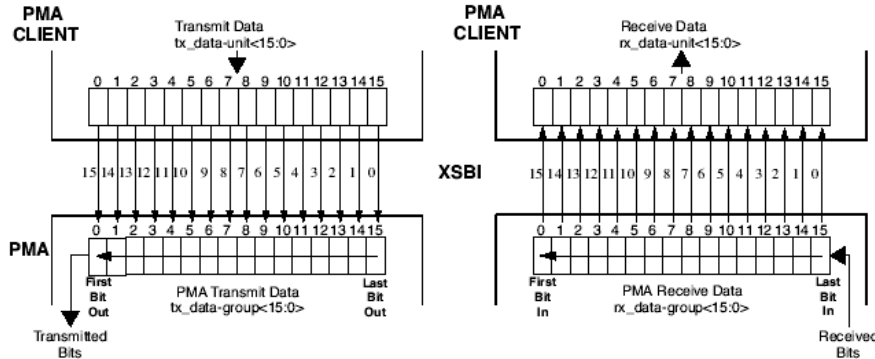 PMA
CLIENT
Transmit Data
tx_data-unit<15:0>
0 1 2 3 4 5 6 7 8 9 10 11 12 13 14 15
15 14 13 12 11 10 9 8 7 6 5 4 3 2 1 0
0 1 2 3 4 5 6 7 8 9 10 11 12 13 14 15
PMA
First
Bit
Out
PMA Transmit Data
tx_data-group<15:0>
Last
Bit
Out
Transmitted
Bits
XSBI
PMA
CLIENT
Receive Data
rx_data-unit<15:0>
0 1 2 3 4 5 6 7 8 9 10 11 12 13 14 15
15 14 13 12 11 10 9 8 7 6 5 4 3 2 1 0
0 1 2 3 4 5 6 7 8 9 10 11 12 13 14 15
First
Bit
In
PMA Receive Data
rx_data-group<15:0>
Last
Bit
In
Received
Bits